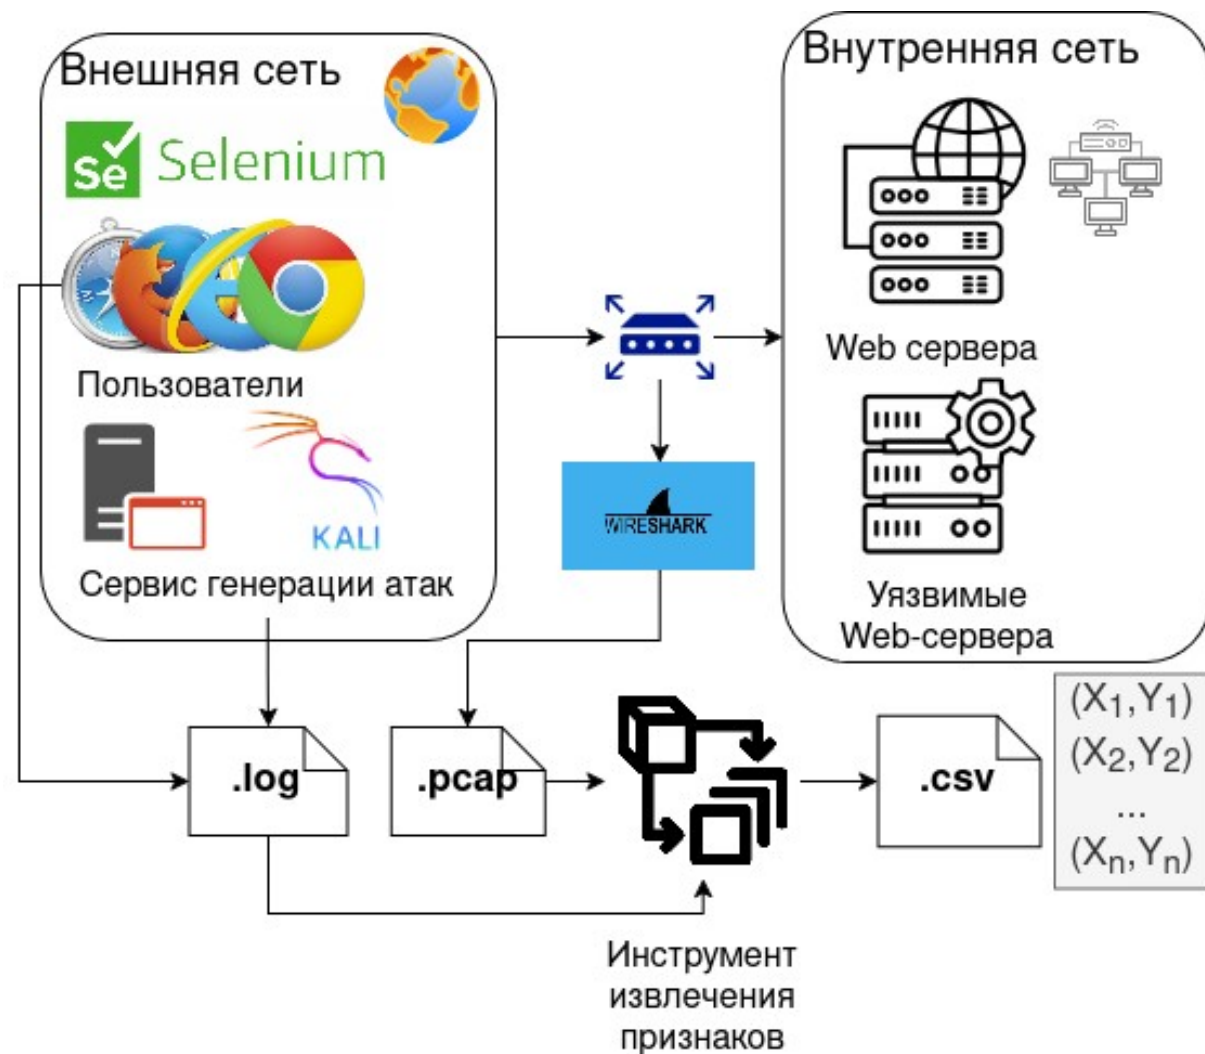 Внешняя сеть
Se Selenium
Пользователи
KALI
Сервис генерации атак
WIRESHARK
Внутренняя сеть
Web сервера
Уязвимые
Web-сервера
.log
.pcap
.csv
(X₁,Y₁)
(X₂,Y₂)
...
(Xₙ,Yₙ)
Инструмент
извлечения
признаков